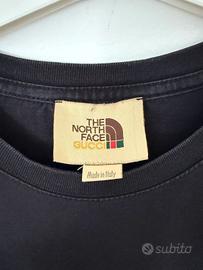 THE
NORTH
FACE
GUCCI
Made in Italy
subito